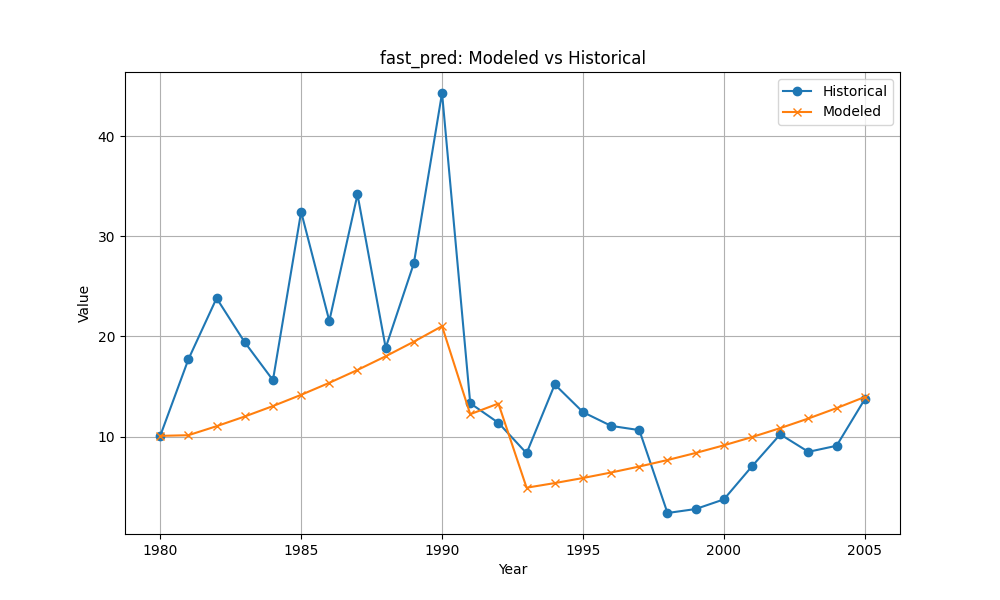 fast_pred: Modeled vs Historical
Historical
Modeled
Value
40
30
20
10
1980
1985
1990
1995
2000
2005
Year